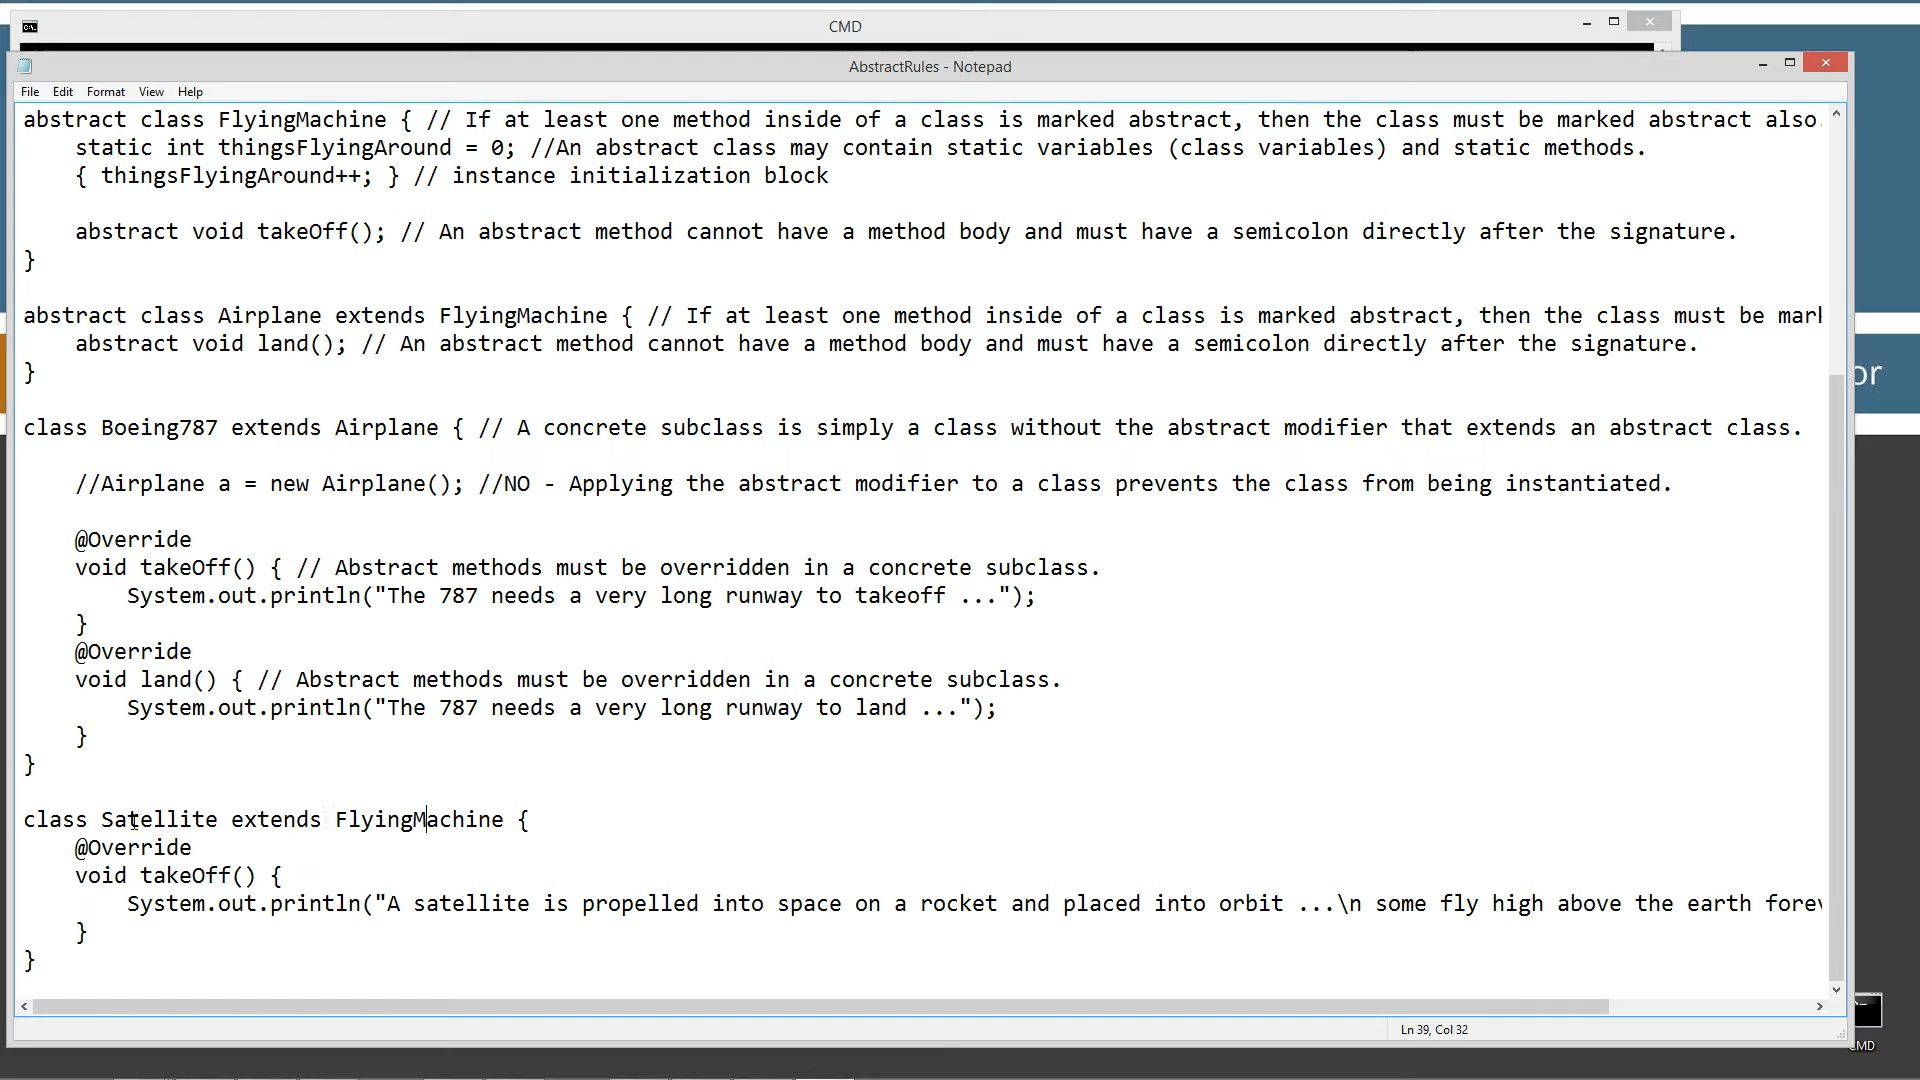 CMD
AbstractRules - Notepad
File Edit Format View Help
abstract class FlyingMachine { // If at least one method inside of a class is marked abstract, then the class must be marked abstract also.
static int thingsFlyingAround = 0; //An abstract class may contain static variables (class variables) and static methods.
{ thingsFlyingAround++; } // instance initialization block
abstract void takeOff(); // An abstract method cannot have a method body and must have a semicolon directly after the signature.
}
abstract class Airplane extends FlyingMachine { // If at least one method inside of a class is marked abstract, then the class must be mar
abstract void land(); // An abstract method cannot have a method body and must have a semicolon directly after the signature.
}
class Boeing787 extends Airplane { // A concrete subclass is simply a class without the abstract modifier that extends an abstract class.
//Airplane a = new Airplane(); //NO - Applying the abstract modifier to a class prevents the class from being instantiated.
@Override
void takeOff() { // Abstract methods must be overridden in a concrete subclass.
System.out.println("The 787 needs a very long runway to takeoff ...");
}
@Override
void land() { // Abstract methods must be overridden in a concrete subclass.
System.out.println("The 787 needs a very long runway to land ...");
}
}
class Satellite extends FlyingMachine {
@Override
void takeOff() {
System.out.println("A satellite is propelled into space on a rocket and placed into orbit ...\n some fly high above the earth forev
}
}
Ln 39, Col 32
or
CMD